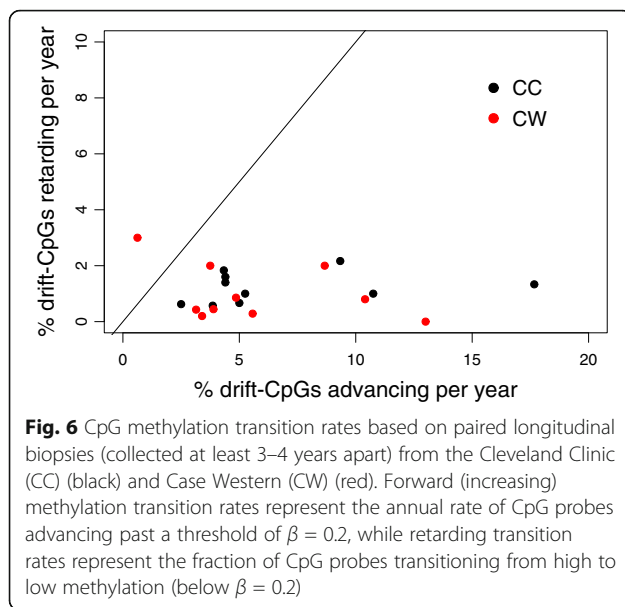 % drift-CpGs retarding per year
10
8
6
4
2
0
CC
CW
0 5 10 15 20
% drift-CpGs advancing per year
Fig. 6 CpG methylation transition rates based on paired longitudinal
biopsies (collected at least 3–4 years apart) from the Cleveland Clinic
(CC) (black) and Case Western (CW) (red). Forward (increasing)
methylation transition rates represent the annual rate of CpG probes
advancing past a threshold of β = 0.2, while retarding transition
rates represent the fraction of CpG probes transitioning from high to
low methylation (below β = 0.2)